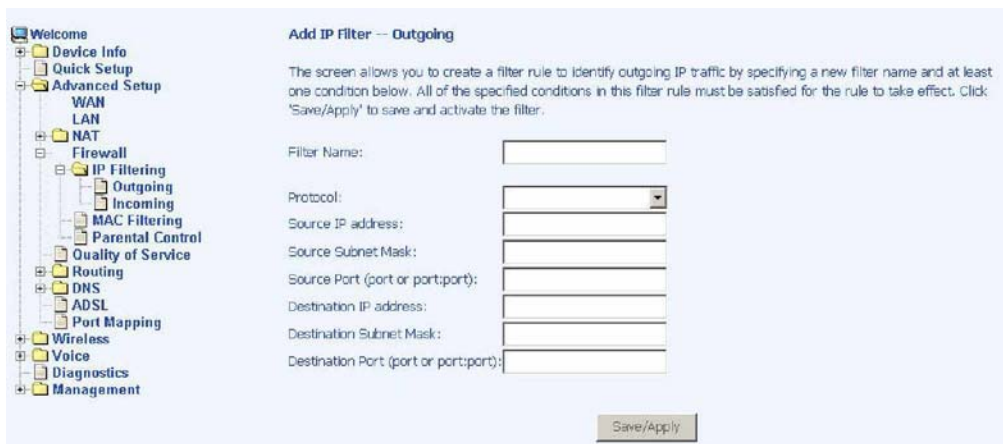 Welcome
Device Info
Quick Setup
Advanced Setup
WAN
LAN
NAT
Firewall
IP Filtering
Outgoing
Incoming
MAC Filtering
Parental Control
Quality of Service
Routing
DNS
ADSL
Port Mapping
Wireless
Voice
Diagnostics
Management
Add IP Filter -- Outgoing
The screen allows you to create a filter rule to identify outgoing IP traffic by specifying a new filter name and at least
one condition below. All of the specified conditions in this filter rule must be satisfied for the rule to take effect. Click
'Save/Apply' to save and activate the filter.
Filter Name:
Protocol:
Source IP address:
Source Subnet Mask:
Source Port (port or port:port):
Destination IP address:
Destination Subnet Mask:
Destination Port (port or port:port):
Save/Apply